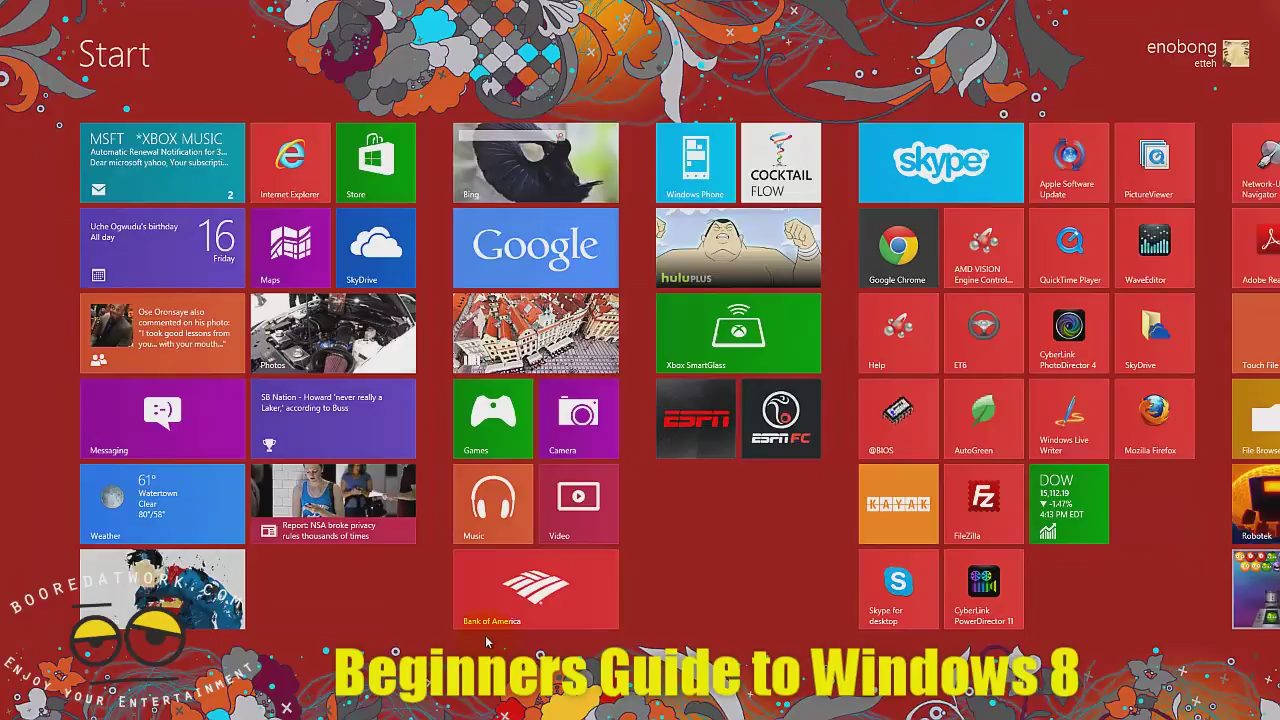 Start
enobong
etteh
MSFT *XBOX MUSIC
Automatic Renewal Notification for 3...
Dear microsoft yahoo, Your subscripti...
2
Internet Explorer
Store
Uche Ogwudu's birthday
All day
16
Friday
Maps
SkyDrive
Ose Oronsaye also
commented on his photo:
"I took good lessons from
you... with your mouth..."
Photos
Messaging
SB Nation - Howard 'never really a
Laker,' according to Buss
61°
Watertown
Clear
80°/58°
Weather
Report: NSA broke privacy
rules thousands of times
Bing
Google
Games
Camera
Music
Video
Bank of America
Windows Phone
COCKTAIL
FLOW
huluPLUS
Xbox SmartGlass
ESPN
ESPN FC
skype
Apple Software
Update
PictureViewer
Google Chrome
AMD VISION
Engine Control...
QuickTime Player
WaveEditor
Help
ET6
CyberLink
PhotoDirector 4
SkyDrive
@BIOS
AutoGreen
Windows Live
Writer
Mozilla Firefox
KAYAK
Fz
FileZilla
DOW
15,112.19
▼ -1.47%
4:13 PM EDT
S
Skype for
desktop
CyberLink
PowerDirector 11
Network-U
Navigator
Adobe Rea
Touch File
File Browse
Robotek
BOOREDATWORK.COM
ENJOY YOUR ENTERTAINMENT
Beginners Guide to Windows 8